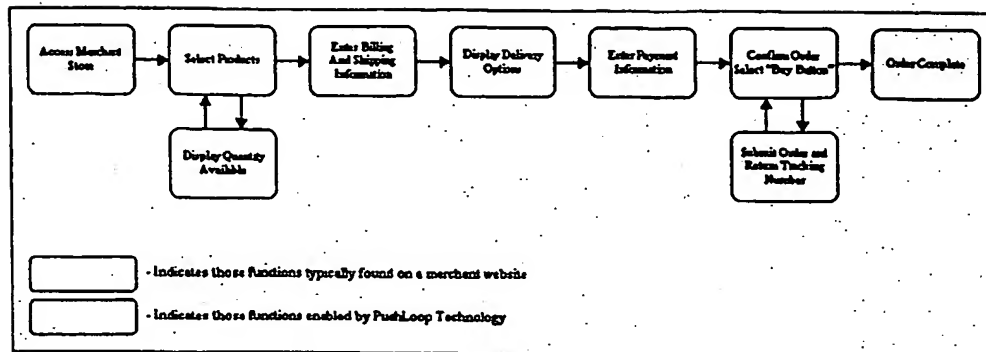 Access Merchant
Store
Select Products
Enter Billing
And Shipping
Information
Display Delivery
Options
Enter Payment
Information
Confirm Order
Select "Buy Button"
Order Complete
Display Quantity
Available
Submit Order and
Return Tracking
Number
- Indicates those functions typically found on a merchant website
- Indicates those functions enabled by PushLoop Technology